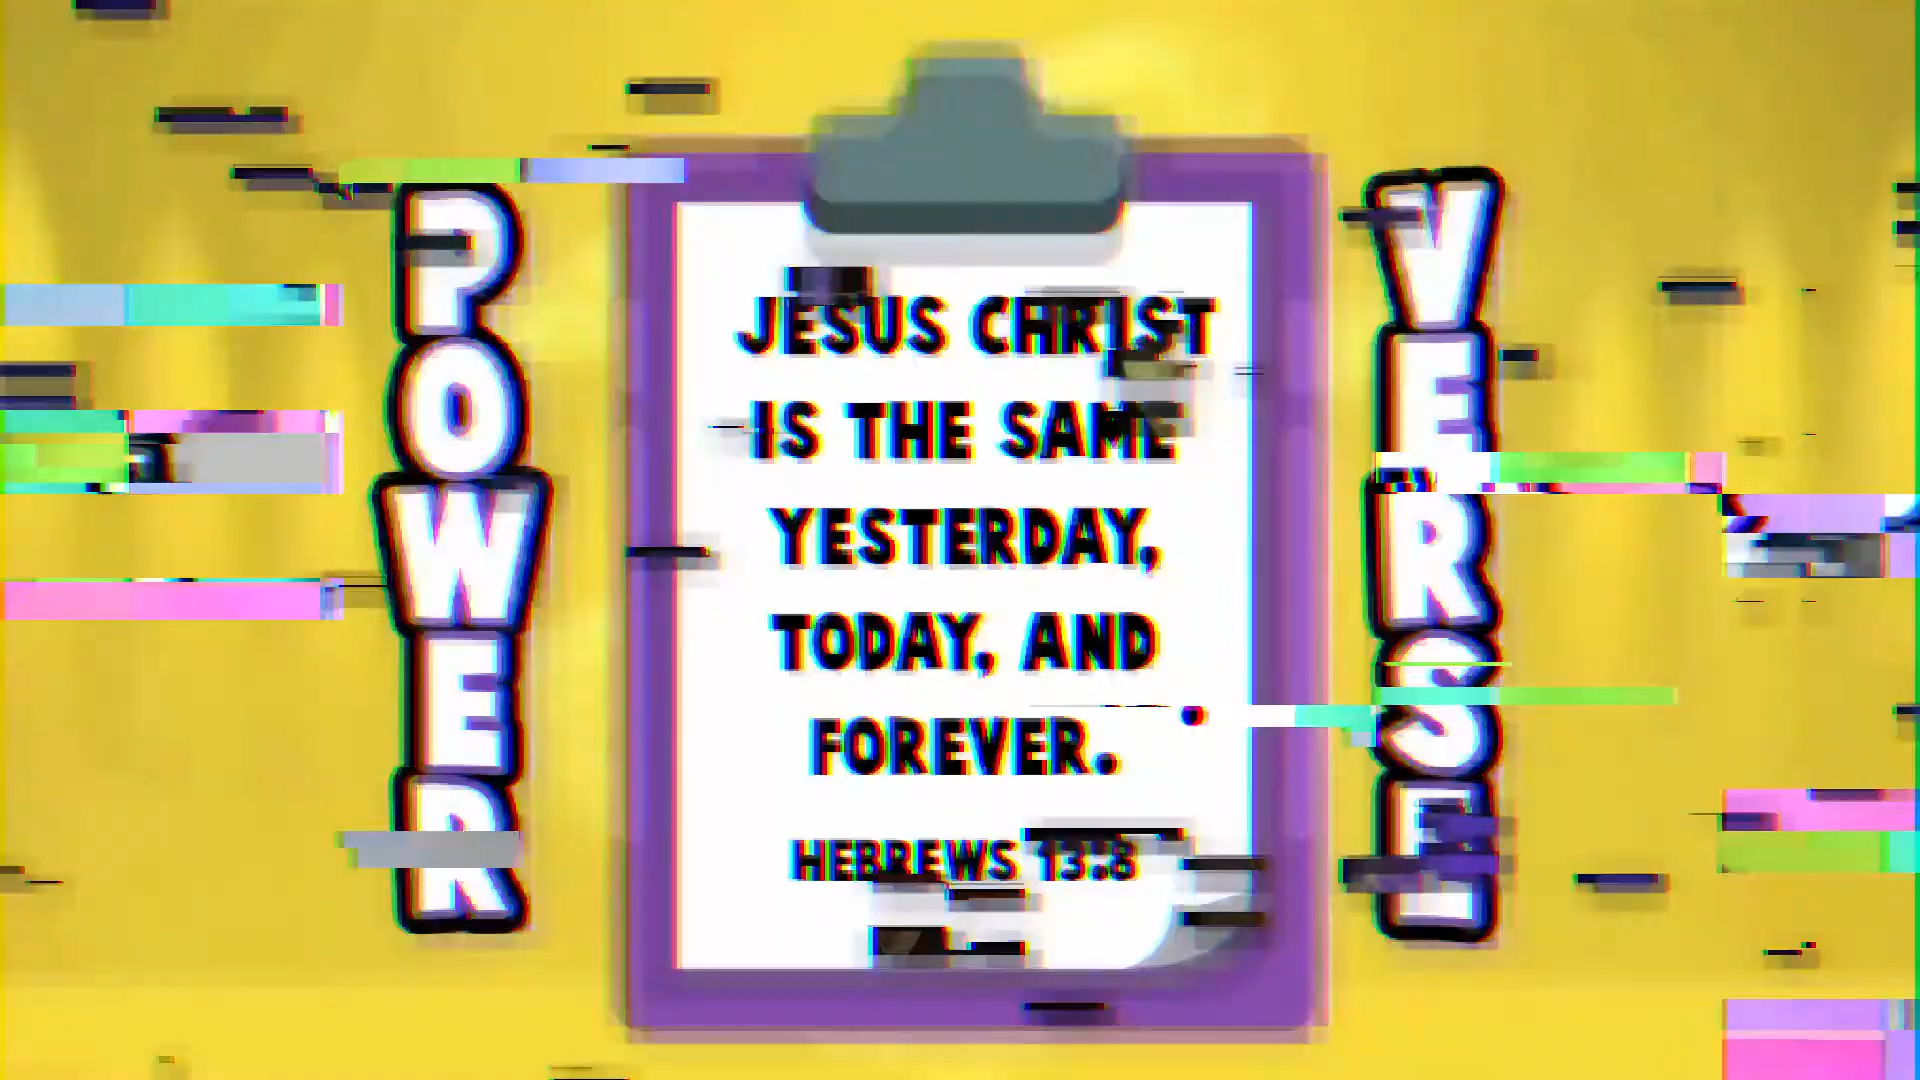 POWER
JESUS CHRIST
IS THE SAME
YESTERDAY,
TODAY, AND
FOREVER.
HEBREWS 13:8
VERSE